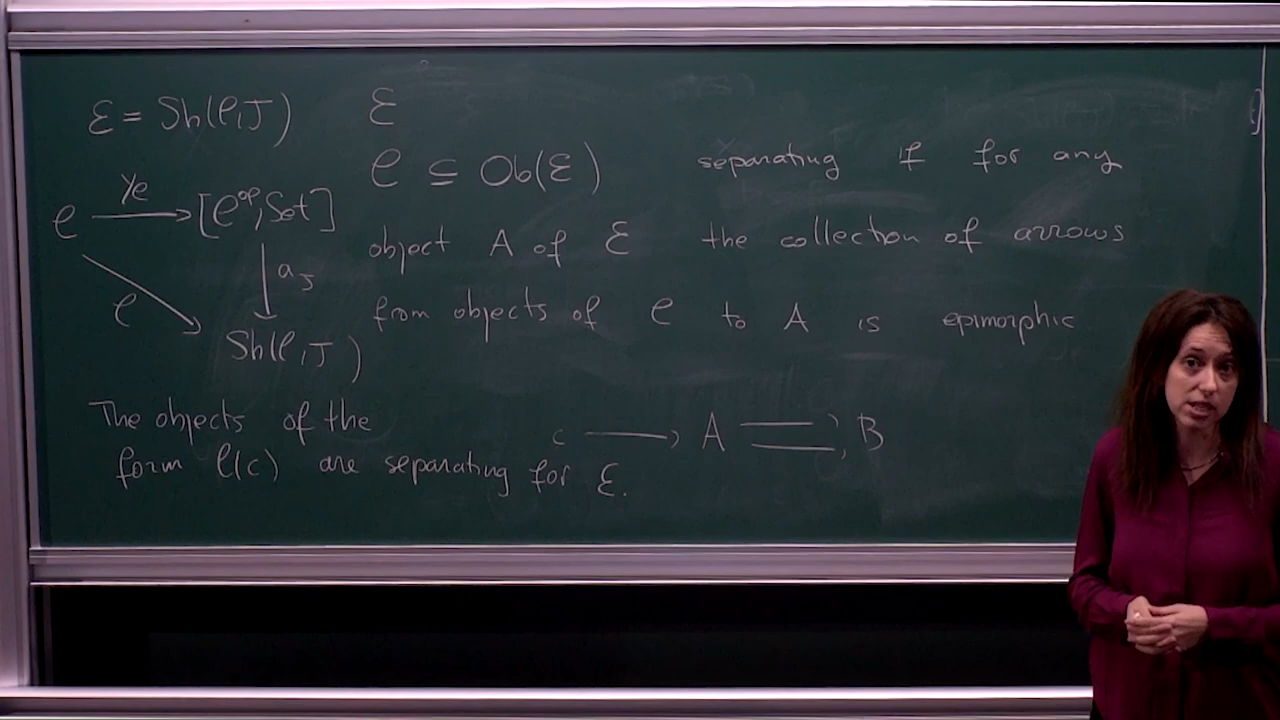 ℰ = Sh(𝒞,J)
y𝒞
𝒞 → [𝒞ᵒᵖ, Set]
a_J
ℓ
Sh(𝒞,J)
ℰ
𝒞 ⊆ Ob(ℰ) separating if for any
object A of ℰ the collection of arrows
from objects of 𝒞 to A is epimorphic
The objects of the
form ℓ(c) are separating for ℰ.
c → A ⇉ B